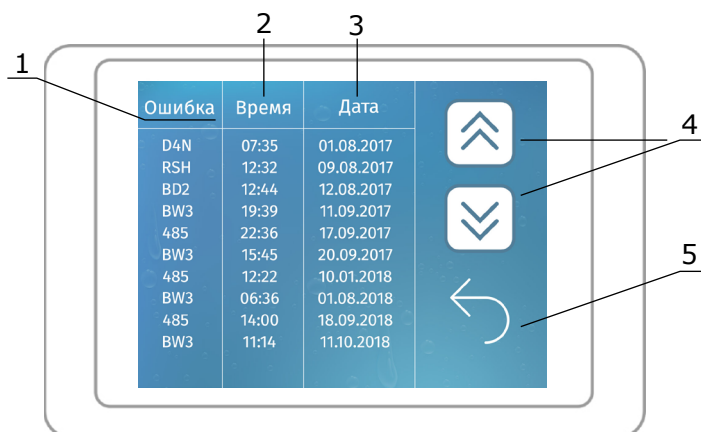 1
2
3
Ошибка Время Дата
D4N 07:35 01.08.2017
RSH 12:32 09.08.2017
BD2 12:44 12.08.2017
BW3 19:39 11.09.2017
485 22:36 17.09.2017
BW3 15:45 20.09.2017
485 12:22 10.01.2018
BW3 06:36 01.08.2018
485 14:00 18.09.2018
BW3 11:14 11.10.2018
4
5